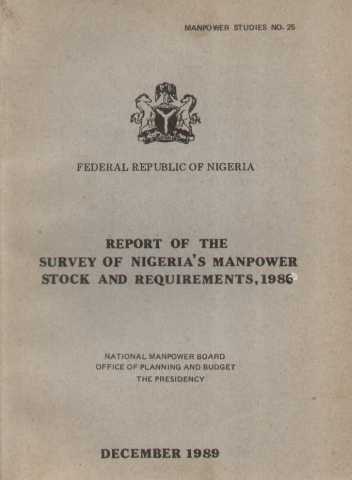 MANPOWER STUDIES NO. 25
FEDERAL REPUBLIC OF NIGERIA
REPORT OF THE
SURVEY OF NIGERIA'S MANPOWER
STOCK AND REQUIREMENTS, 1986
NATIONAL MANPOWER BOARD
OFFICE OF PLANNING AND BUDGET
THE PRESIDENCY
DECEMBER 1989